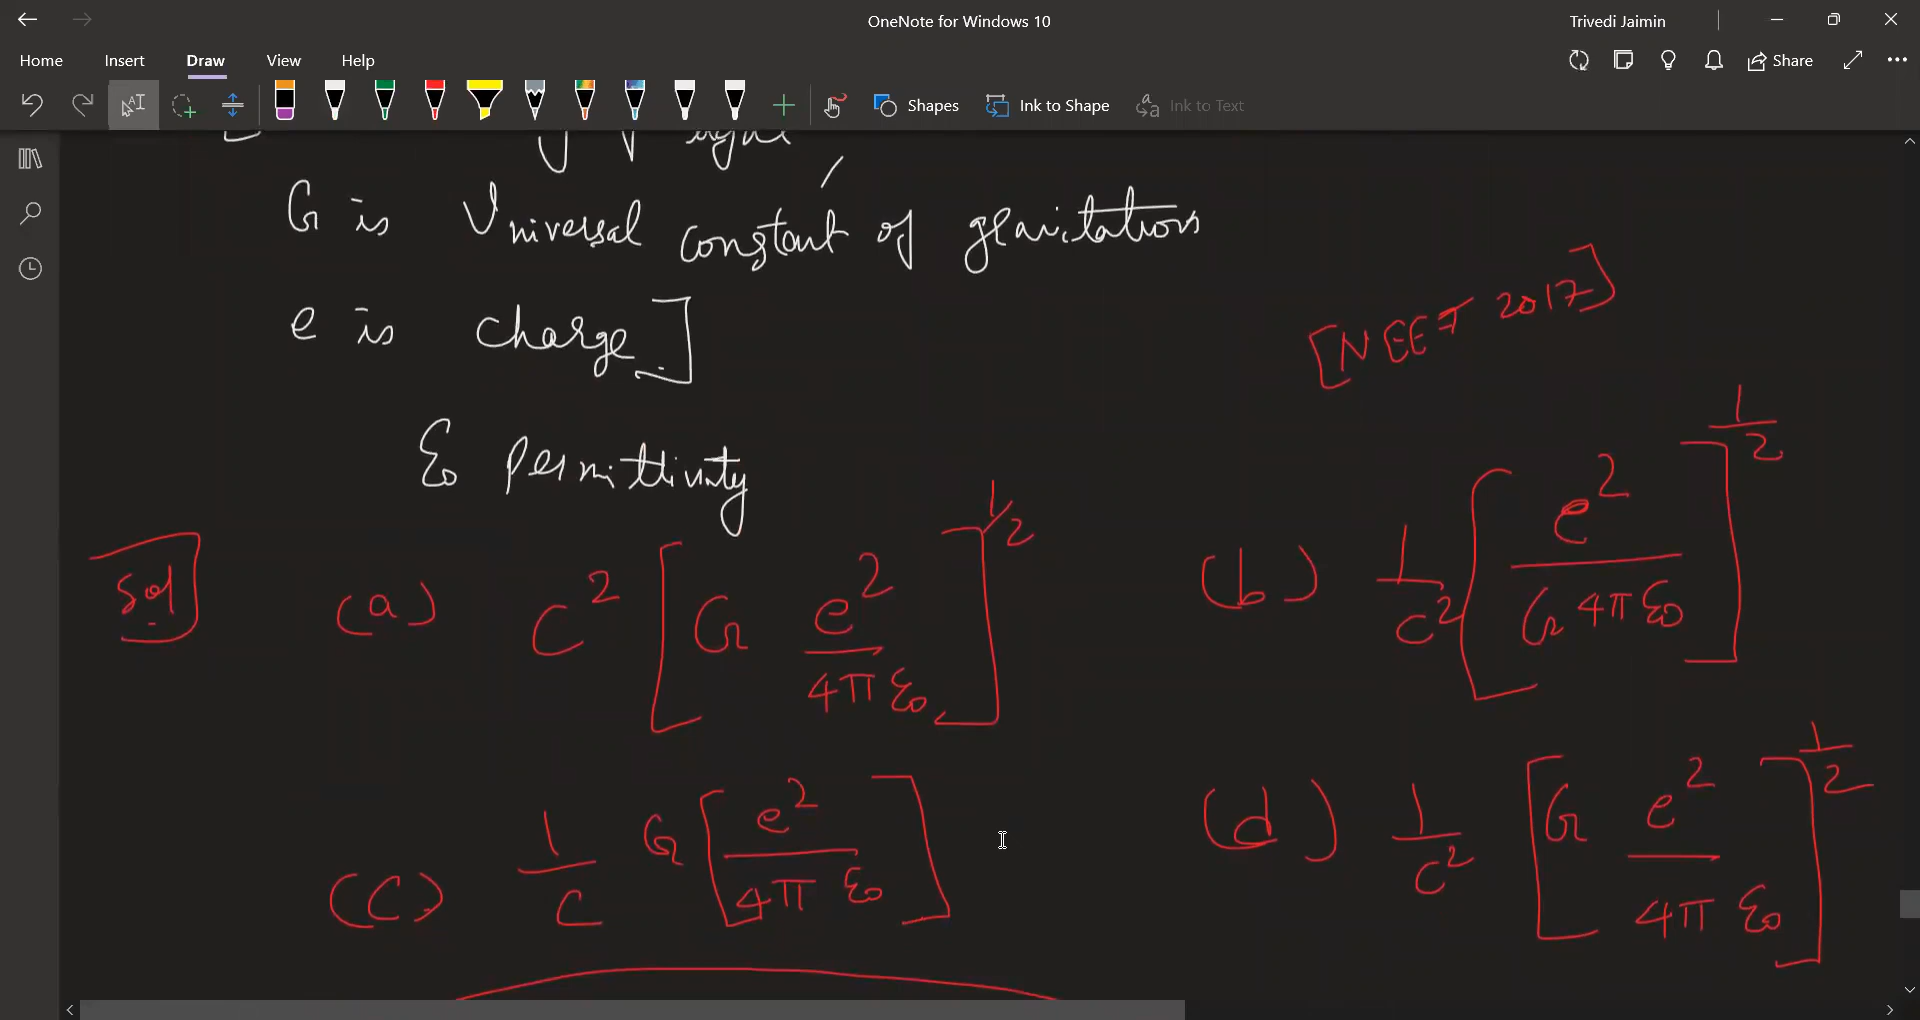 OneNote for Windows 10
Trivedi Jaimin
Home Insert Draw View Help
Share
Shapes Ink to Shape Ink to Text
G is Universal constant of gravitations
e is charge]
[NEET 2017]
ε0 Permittivity
Sol
(a) C² [G e²/4π ε0]^1/2
(b) 1/c² [e²/G 4π ε0]^1/2
(c) 1/c G [e²/4π ε0]
(d) 1/c² [G e²/4π ε0]^1/2